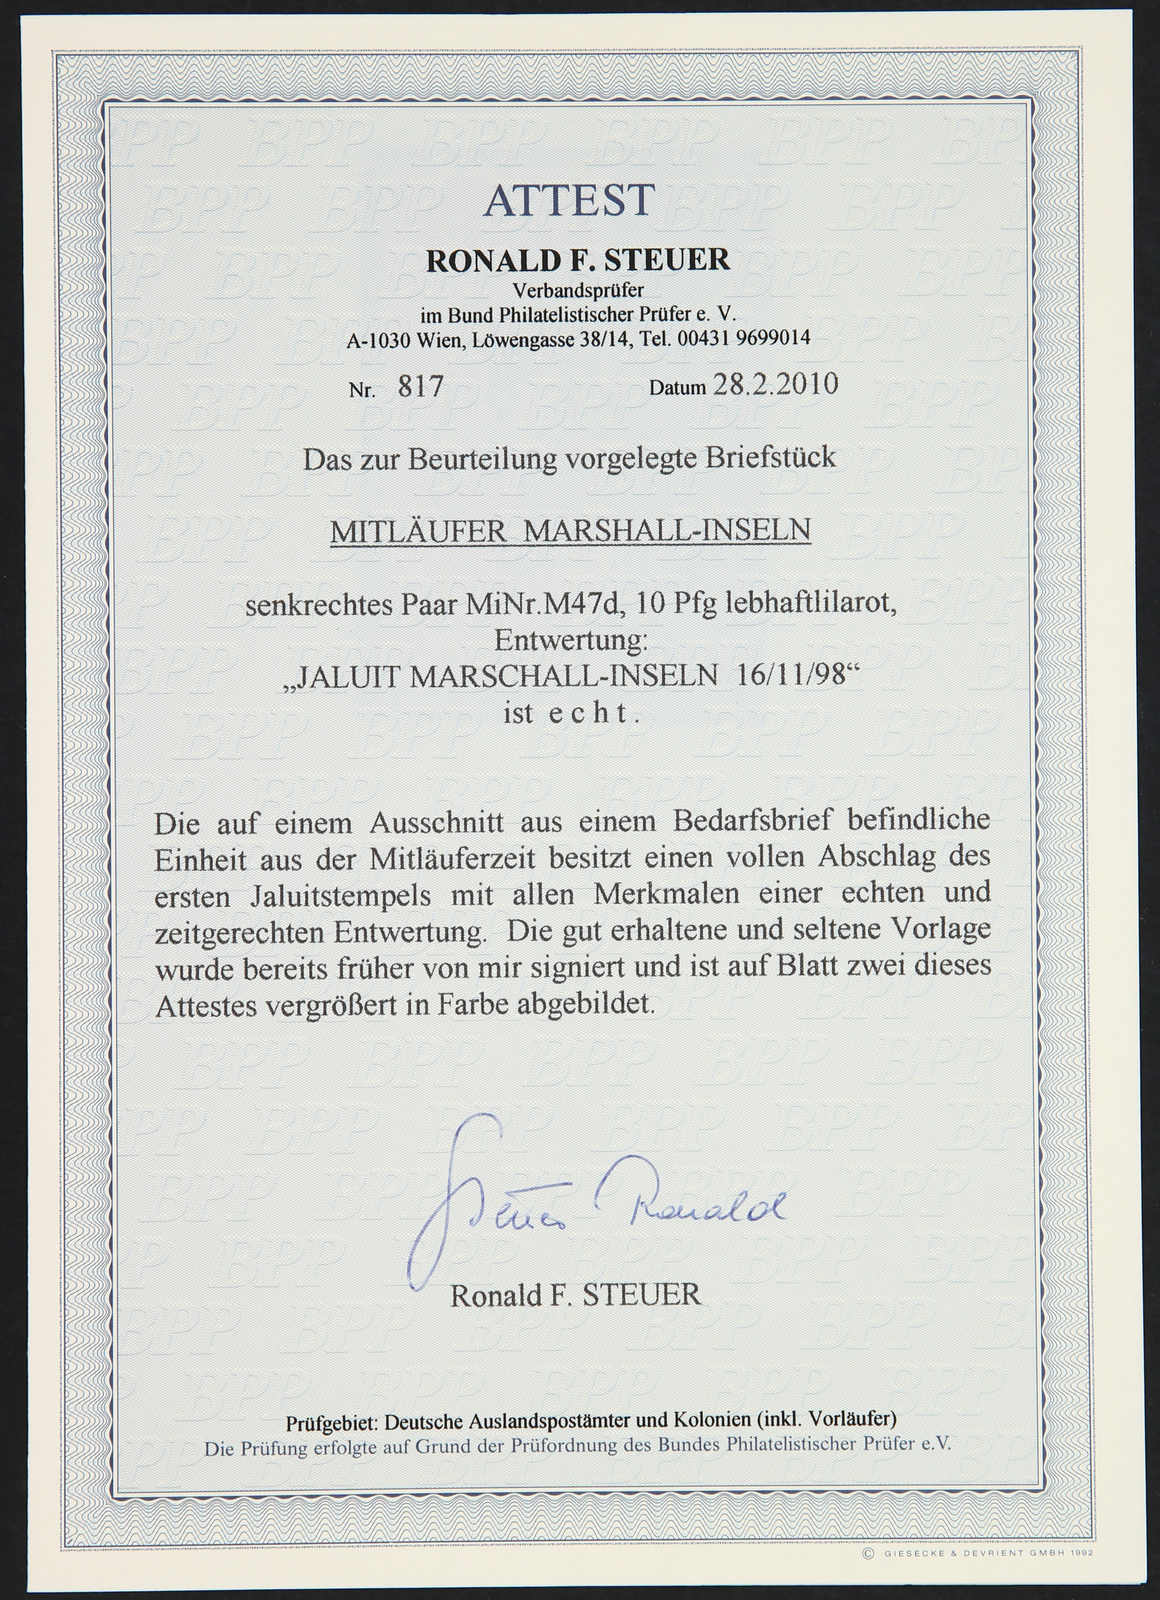 ATTEST
RONALD F. STEUER
Verbandsprüfer
im Bund Philatelistischer Prüfer e. V.
A-1030 Wien, Löwengasse 38/14, Tel. 00431 9699014
Nr. 817 Datum 28.2.2010
Das zur Beurteilung vorgelegte Briefstück
MITLÄUFER MARSHALL-INSELN
senkrechtes Paar MiNr.M47d, 10 Pfg lebhaftlilarot,
Entwertung:
„JALUIT MARSCHALL-INSELN 16/11/98“
ist e c h t .
Die auf einem Ausschnitt aus einem Bedarfsbrief befindliche
Einheit aus der Mitläuferzeit besitzt einen vollen Abschlag des
ersten Jaluitstempels mit allen Merkmalen einer echten und
zeitgerechten Entwertung. Die gut erhaltene und seltene Vorlage
wurde bereits früher von mir signiert und ist auf Blatt zwei dieses
Attestes vergrößert in Farbe abgebildet.
Steuer Ronald
Ronald F. STEUER
Prüfgebiet: Deutsche Auslandspostämter und Kolonien (inkl. Vorläufer)
Die Prüfung erfolgte auf Grund der Prüfordnung des Bundes Philatelistischer Prüfer e.V.
© GIESECKE & DEVRIENT GMBH 1992